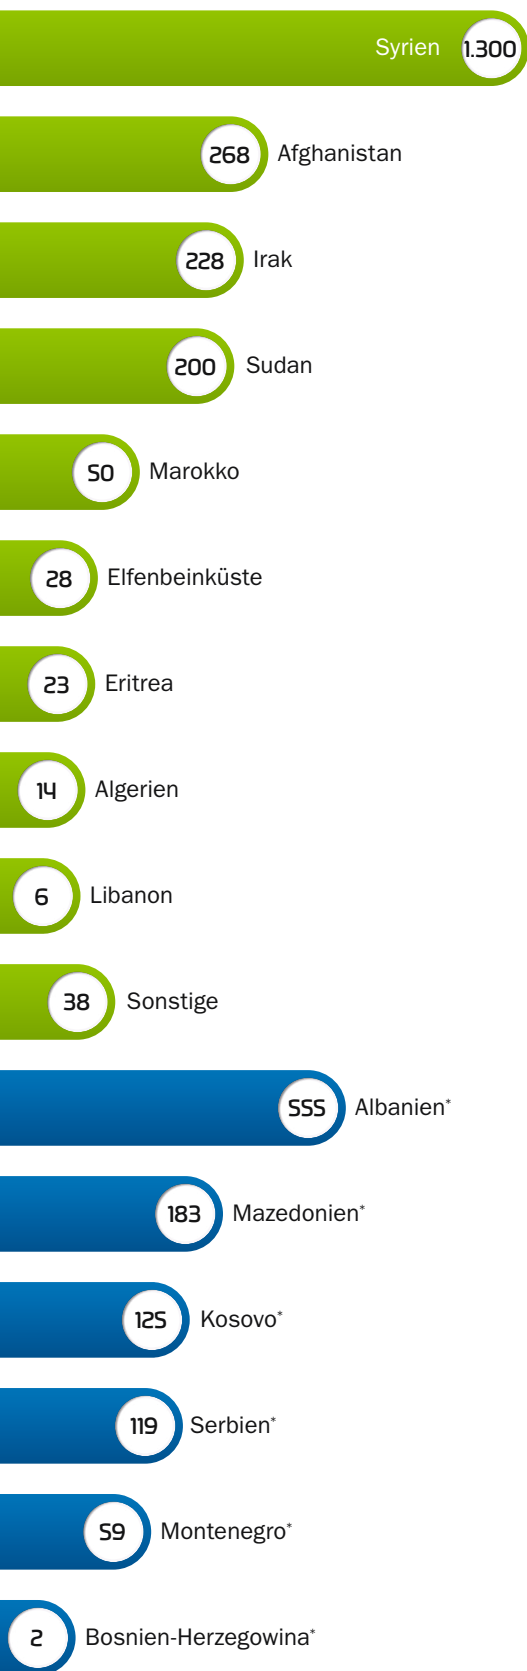 Syrien 1.300
268 Afghanistan
228 Irak
200 Sudan
50 Marokko
28 Elfenbeinküste
23 Eritrea
14 Algerien
6 Libanon
38 Sonstige
555 Albanien*
183 Mazedonien*
125 Kosovo*
119 Serbien*
59 Montenegro*
2 Bosnien-Herzegowina*